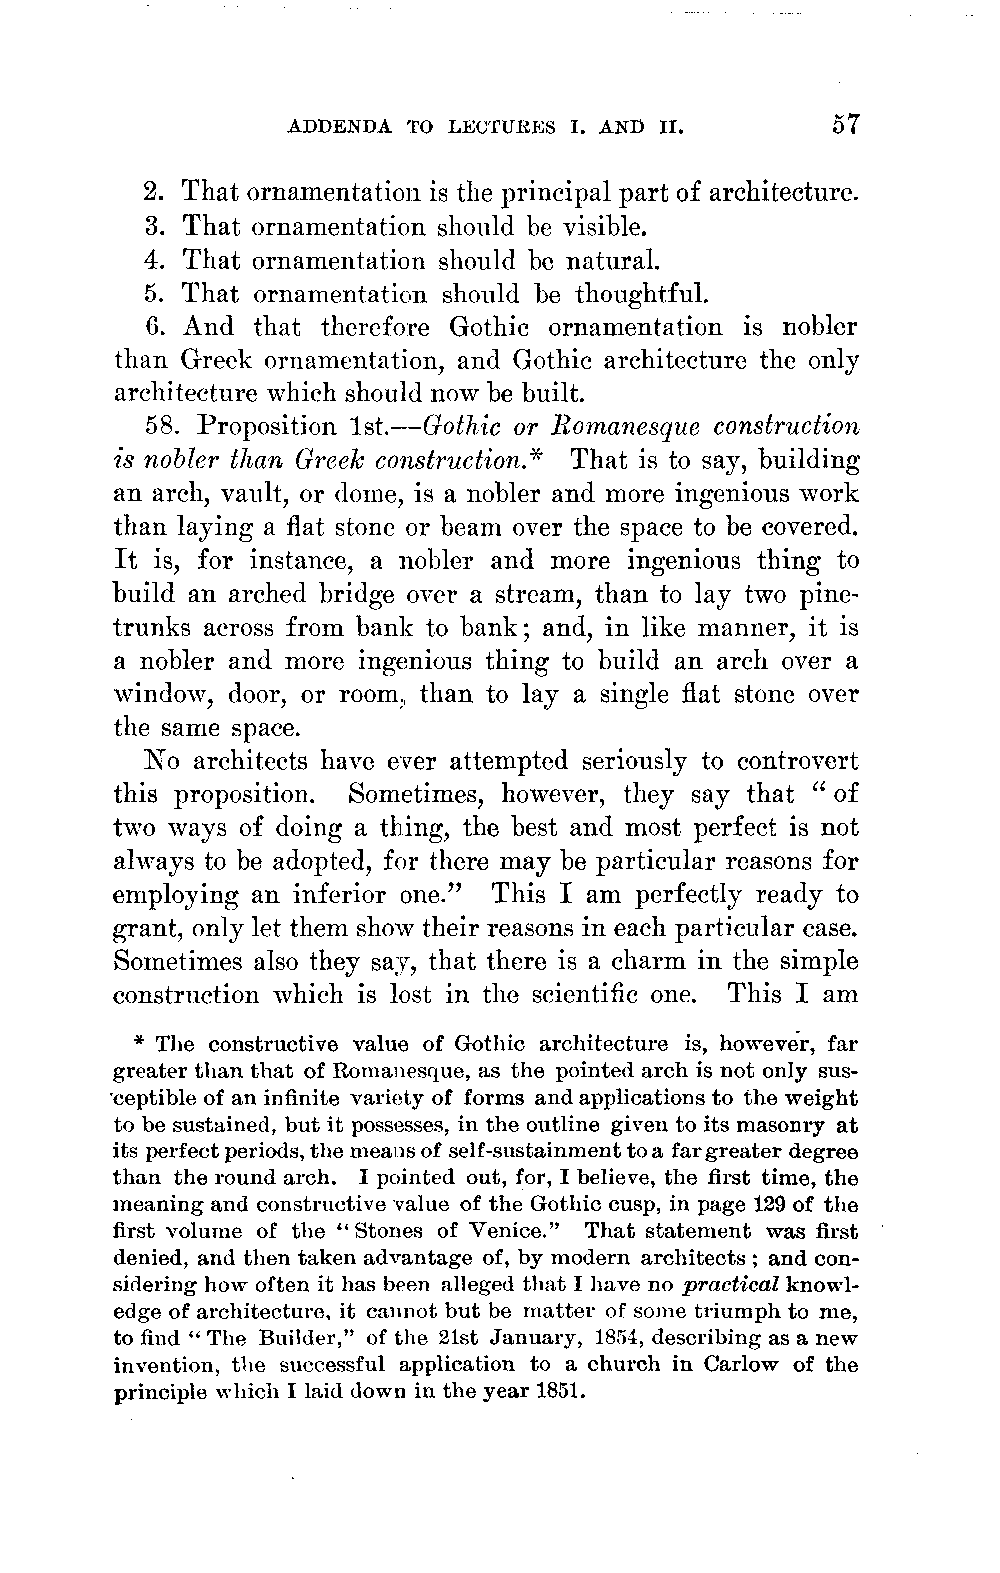 ADDENDA TO LECTURES I. AND II. 57
2. That ornamentation is the principal part of architecture.
3. That ornamentation should be visible.
4. That ornamentation should be natural.
5. That ornamentation should be thoughtful.
6. And that therefore Gothic ornamentation is nobler
than Greek ornamentation, and Gothic architecture the only
architecture which should now be built.
58. Proposition 1st.—Gothic or Romanesque construction
is nobler than Greek construction.* That is to say, building
an arch, vault, or dome, is a nobler and more ingenious work
than laying a flat stone or beam over the space to be covered.
It is, for instance, a nobler and more ingenious thing to
build an arched bridge over a stream, than to lay two pine-
trunks across from bank to bank; and, in like manner, it is
a nobler and more ingenious thing to build an arch over a
window, door, or room, than to lay a single flat stone over
the same space.
No architects have ever attempted seriously to controvert
this proposition. Sometimes, however, they say that “of
two ways of doing a thing, the best and most perfect is not
always to be adopted, for there may be particular reasons for
employing an inferior one.” This I am perfectly ready to
grant, only let them show their reasons in each particular case.
Sometimes also they say, that there is a charm in the simple
construction which is lost in the scientific one. This I am
* The constructive value of Gothic architecture is, however, far
greater than that of Romanesque, as the pointed arch is not only sus-
ceptible of an infinite variety of forms and applications to the weight
to be sustained, but it possesses, in the outline given to its masonry at
its perfect periods, the means of self-sustainment to a far greater degree
than the round arch. I pointed out, for, I believe, the first time, the
meaning and constructive value of the Gothic cusp, in page 129 of the
first volume of the “Stones of Venice.” That statement was first
denied, and then taken advantage of, by modern architects; and con-
sidering how often it has been alleged that I have no practical knowl-
edge of architecture, it cannot but be matter of some triumph to me,
to find “The Builder,” of the 21st January, 1854, describing as a new
invention, the successful application to a church in Carlow of the
principle which I laid down in the year 1851.